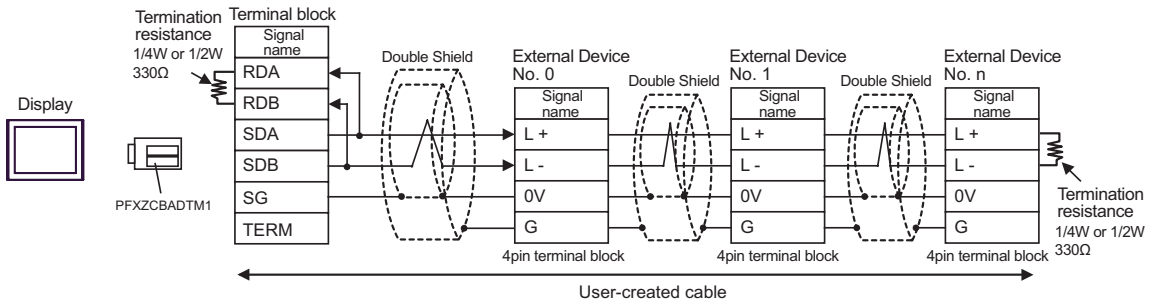 Display
PFXZCBADTM1
Termination
resistance
1/4W or 1/2W
330Ω
Terminal block
Signal
name
RDA
RDB
SDA
SDB
SG
TERM
Double Shield
External Device
No. 0
Signal
name
L +
L -
0V
G
4pin terminal block
Double Shield
External Device
No. 1
Signal
name
L +
L -
0V
G
4pin terminal block
Double Shield
External Device
No. n
Signal
name
L +
L -
0V
G
4pin terminal block
Termination
resistance
1/4W or 1/2W
330Ω
User-created cable